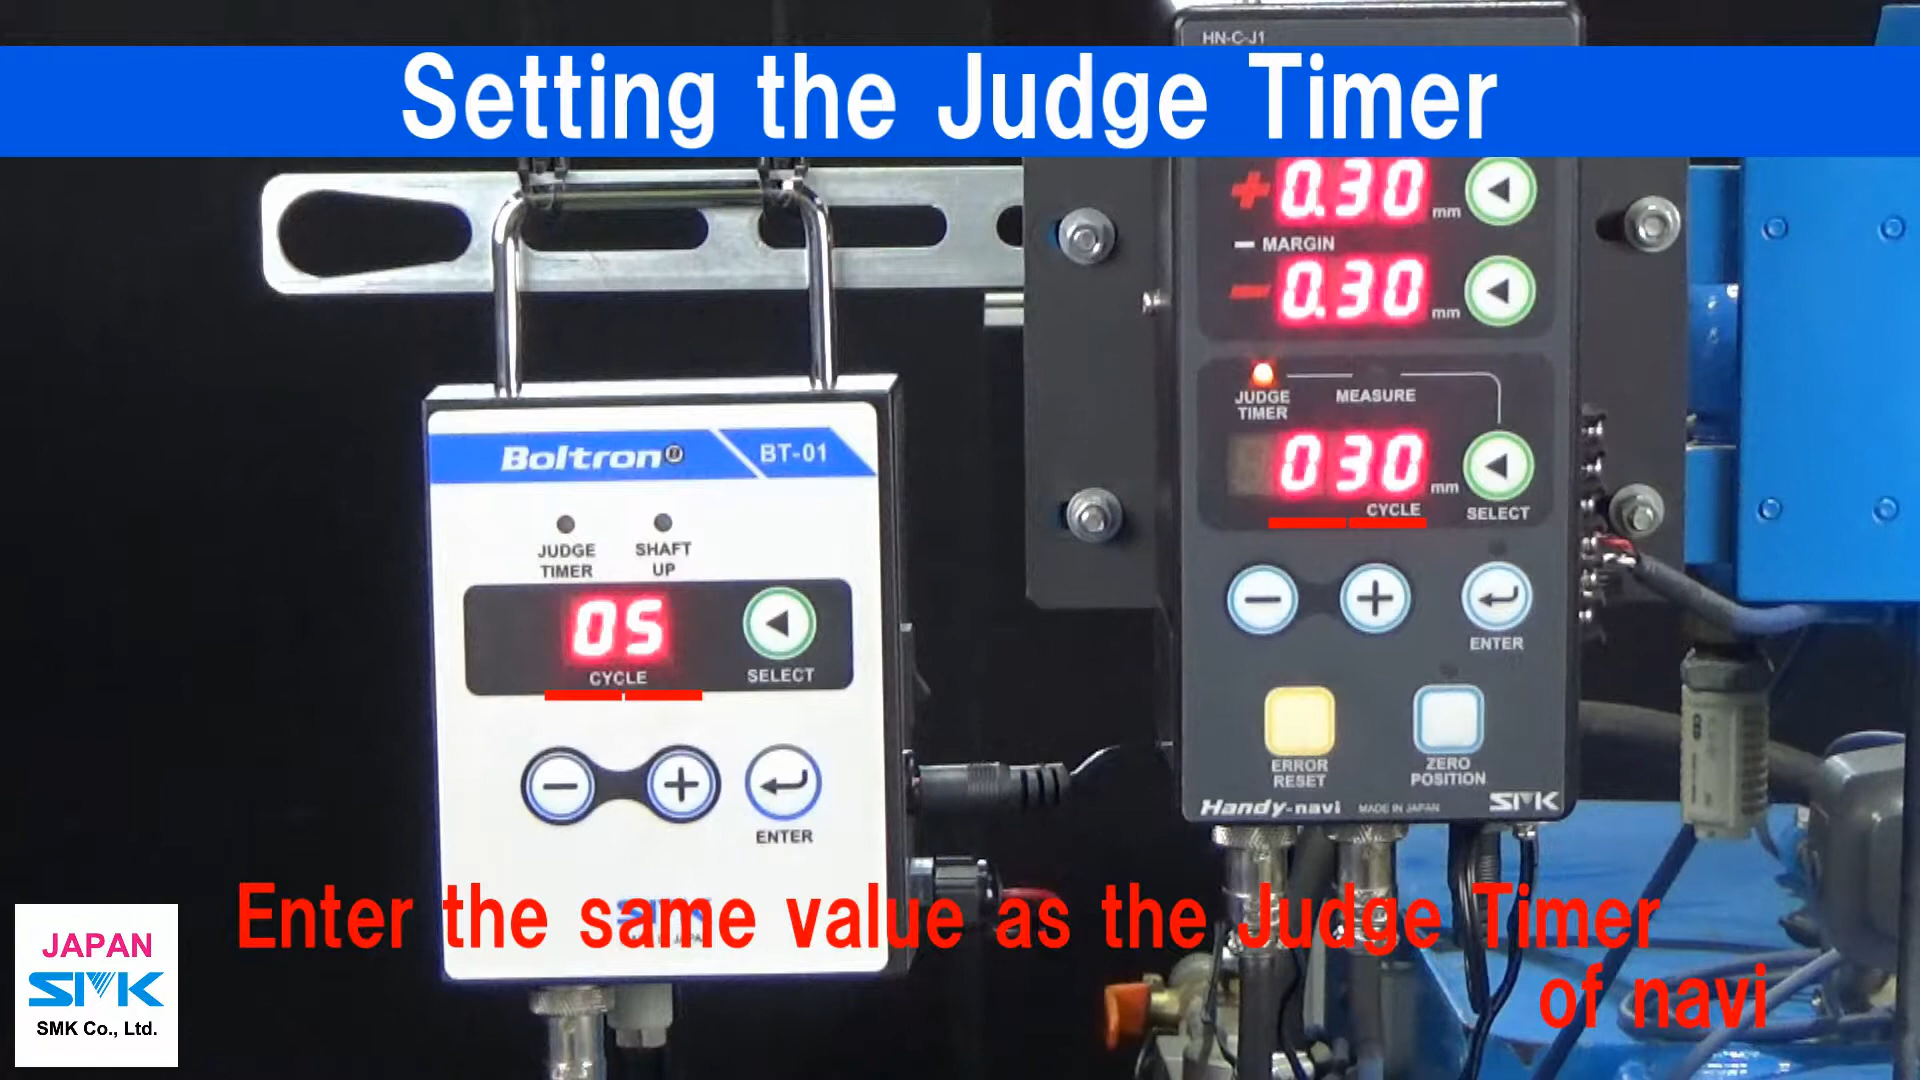 HN-C-J1
Setting the Judge Timer
+0.30 mm
MARGIN
-0.30 mm
JUDGE TIMER
MEASURE
030 mm
CYCLE
SELECT
ENTER
ERROR RESET
ZERO POSITION
Handy-navi MADE IN JAPAN SMK
Boltron BT-01
JUDGE TIMER
SHAFT UP
05
CYCLE
SELECT
ENTER
SMK
Enter the same value as the Judge Timer
of navi
JAPAN
SMK
SMK Co., Ltd.